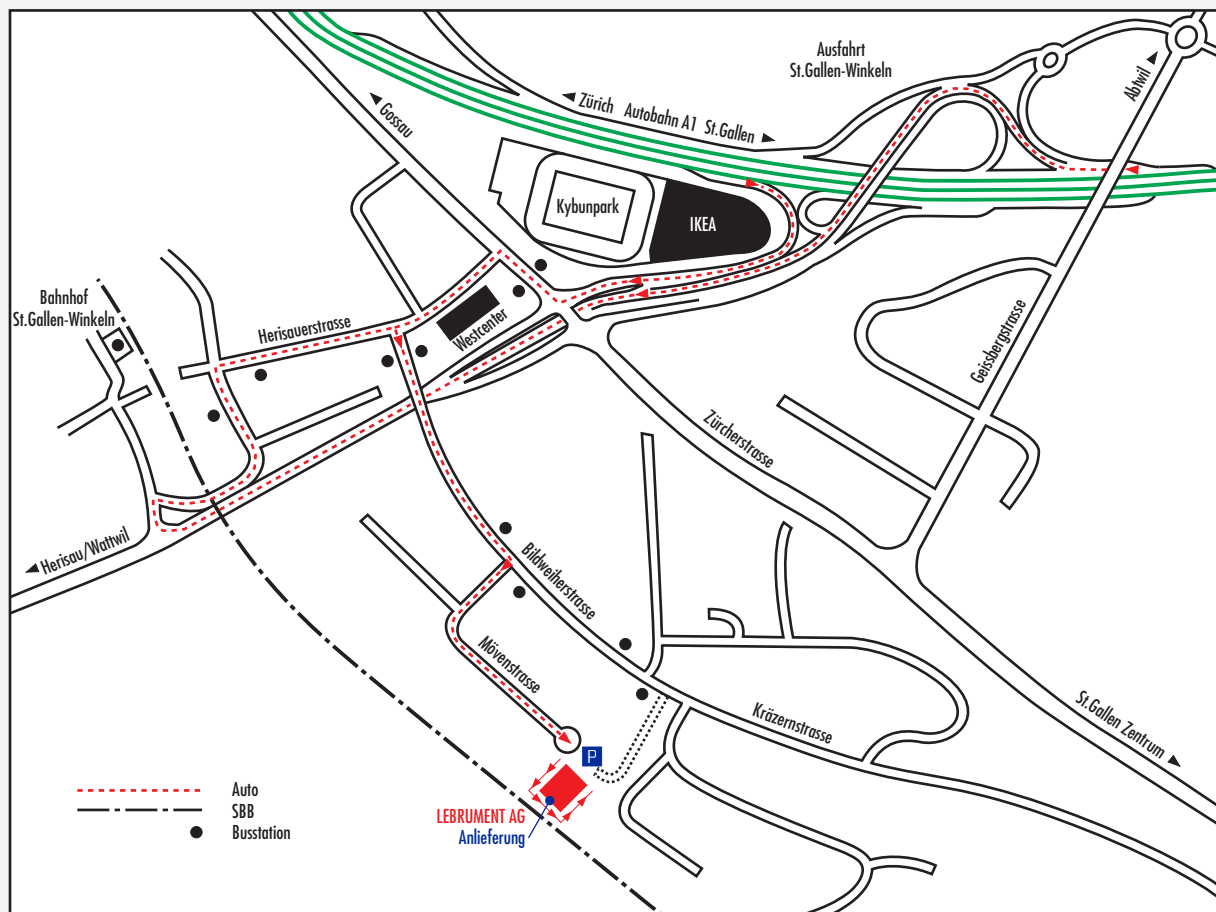 Ausfahrt
St.Gallen-Winkeln
Abtwil
Gossau
Zürich Autobahn A1 St.Gallen
Kybunpark
IKEA
Bahnhof
St.Gallen-Winkeln
Herisauerstrasse
Westcenter
Geissbergstrasse
Zürcherstrasse
Herisau/Wattwil
Bildweiherstrasse
Mövenstrasse
Kräzernstrasse
St.Gallen Zentrum
P
Auto
SBB
Busstation
LEBRUMENT AG
Anlieferung